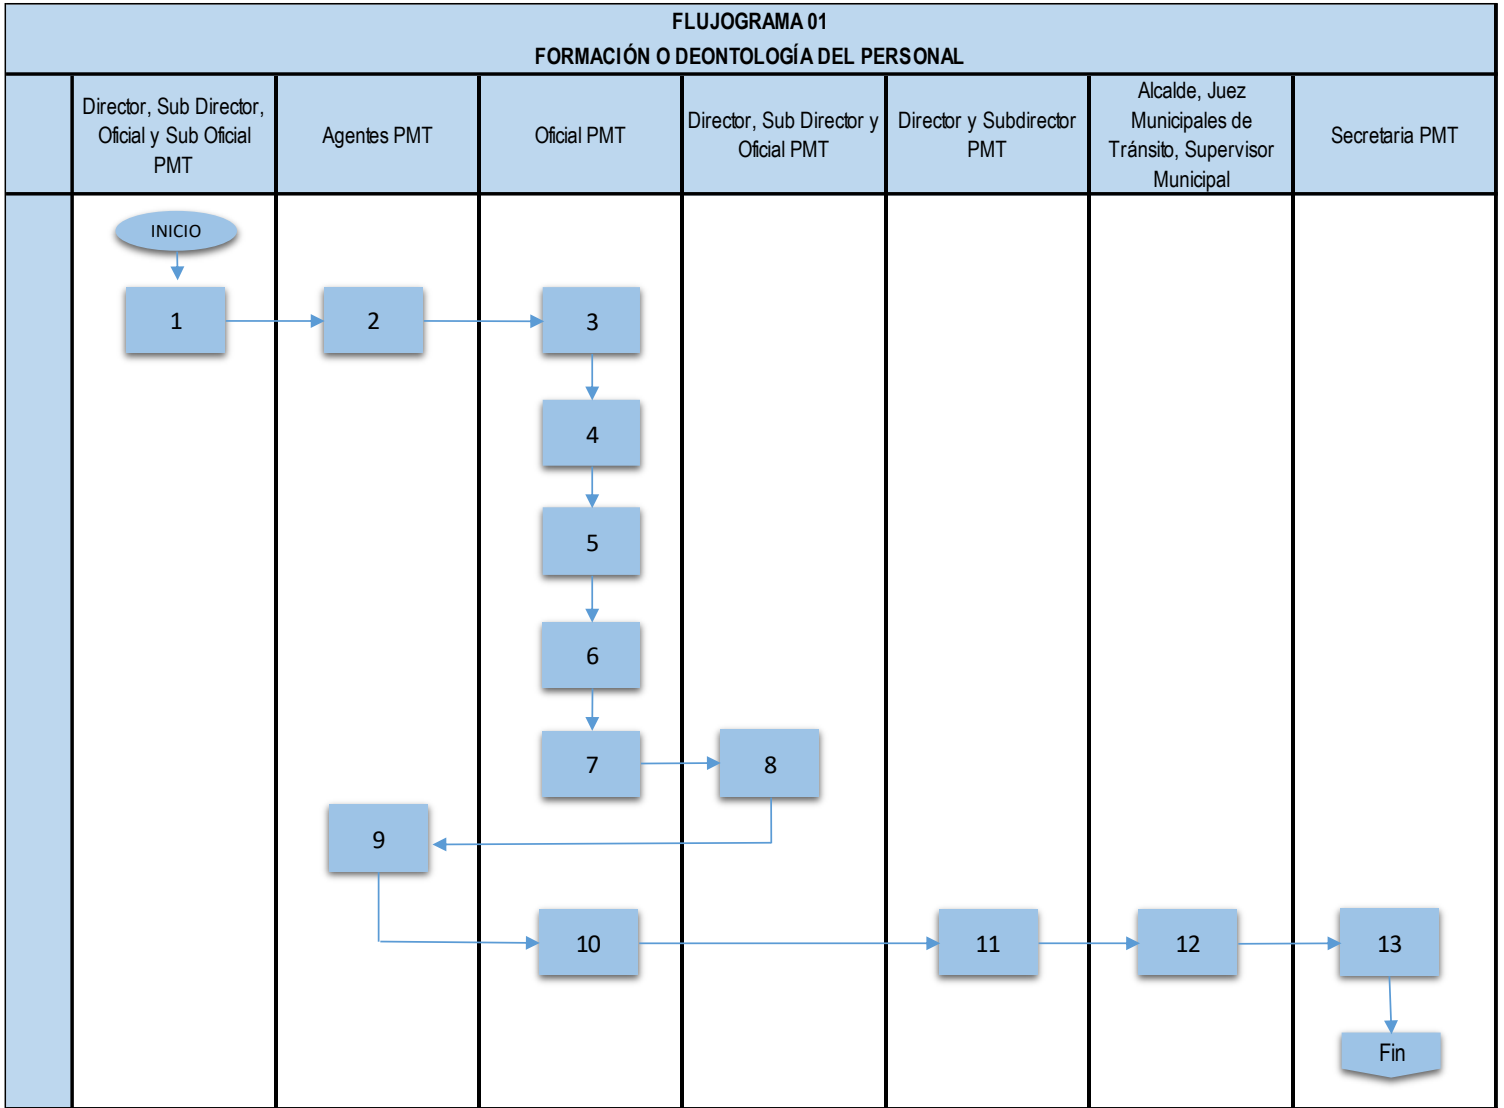 FLUJOGRAMA 01
FORMACIÓN O DEONTOLOGÍA DEL PERSONAL
Director, Sub Director,
Oficial y Sub Oficial
PMT
Agentes PMT
Oficial PMT
Director, Sub Director y
Oficial PMT
Director y Subdirector
PMT
Alcalde, Juez
Municipales de
Tránsito, Supervisor
Municipal
Secretaria PMT
INICIO
1
2
3
4
5
6
7
8
9
10
11
12
13
Fin